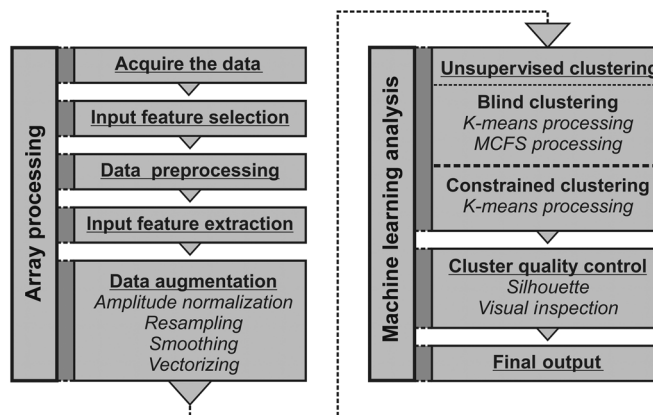 Array processing
Acquire the data
Input feature selection
Data preprocessing
Input feature extraction
Data augmentation
Amplitude normalization
Resampling
Smoothing
Vectorizing
Machine learning analysis
Unsupervised clustering
Blind clustering
K-means processing
MCFS processing
Constrained clustering
K-means processing
Cluster quality control
Silhouette
Visual inspection
Final output